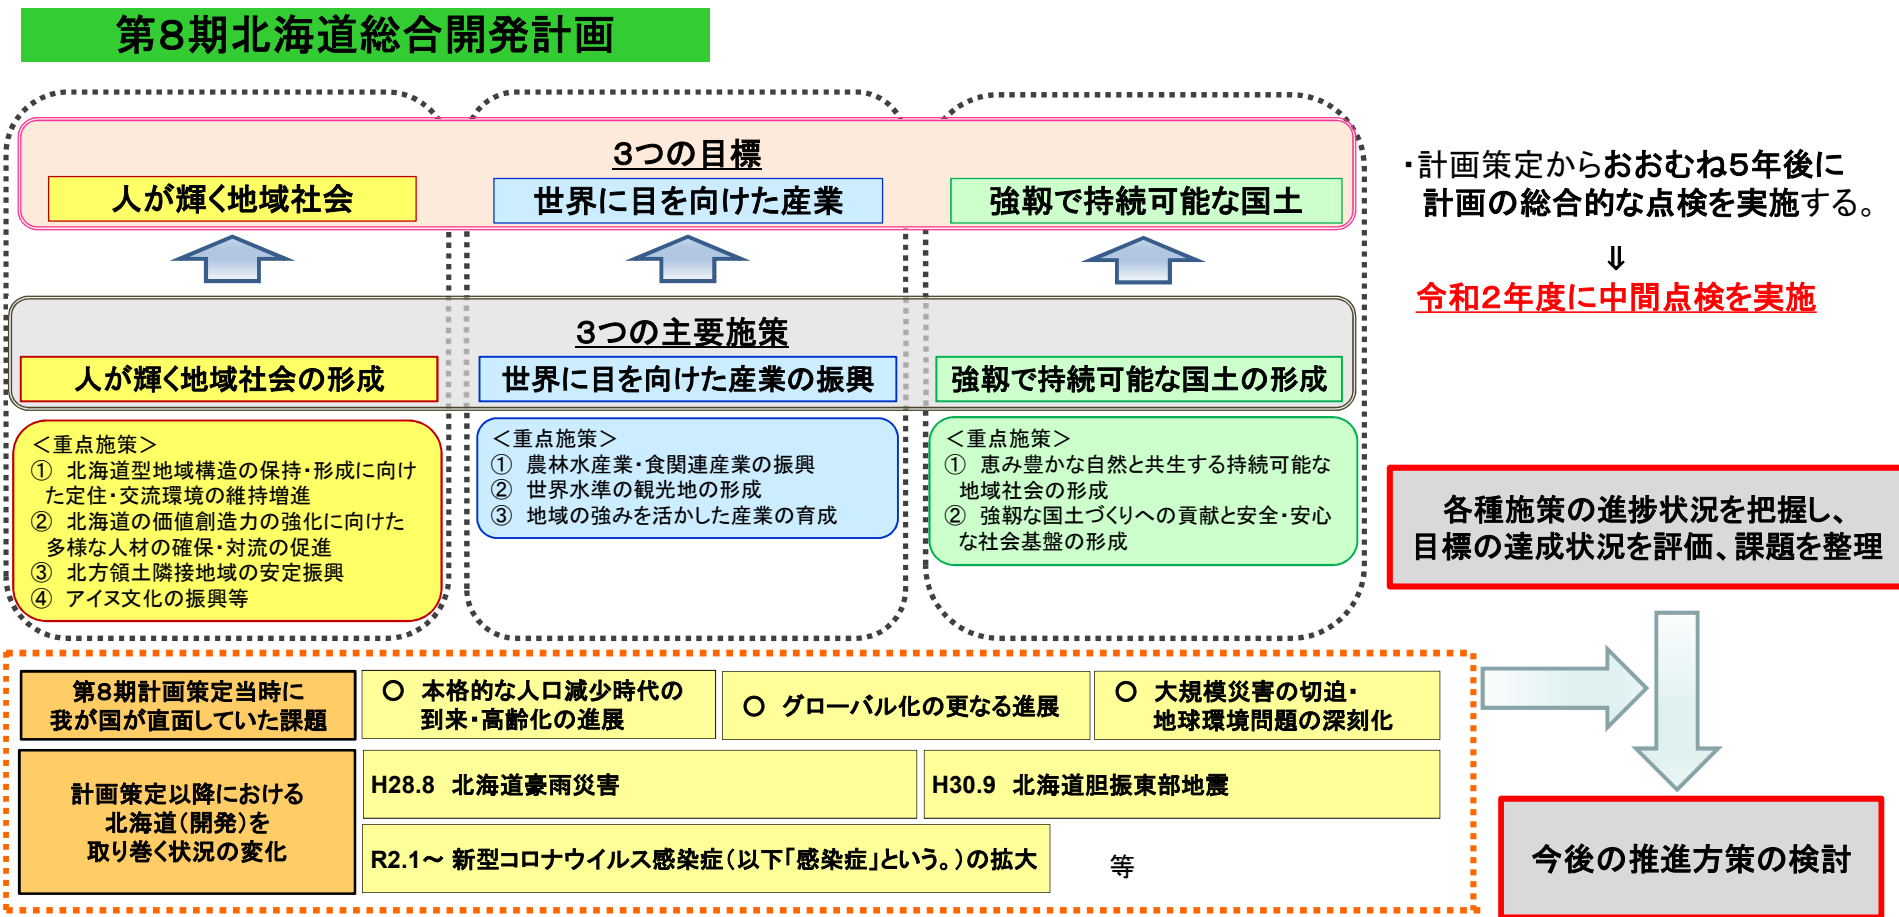 第8期北海道総合開発計画
3つの目標
人が輝く地域社会
世界に目を向けた産業
強靱で持続可能な国土
3つの主要施策
人が輝く地域社会の形成
世界に目を向けた産業の振興
強靱で持続可能な国土の形成
＜重点施策＞
① 北海道型地域構造の保持・形成に向け
た定住・交流環境の維持増進
② 北海道の価値創造力の強化に向けた
多様な人材の確保・対流の促進
③ 北方領土隣接地域の安定振興
④ アイヌ文化の振興等
＜重点施策＞
① 農林水産業・食関連産業の振興
② 世界水準の観光地の形成
③ 地域の強みを活かした産業の育成
＜重点施策＞
① 恵み豊かな自然と共生する持続可能な
地域社会の形成
② 強靱な国土づくりへの貢献と安全・安心
な社会基盤の形成
・計画策定からおおむね5年後に
計画の総合的な点検を実施する。
⇓
令和2年度に中間点検を実施
各種施策の進捗状況を把握し、
目標の達成状況を評価、課題を整理
今後の推進方策の検討
第8期計画策定当時に
我が国が直面していた課題
○ 本格的な人口減少時代の
到来・高齢化の進展
○ グローバル化の更なる進展
○ 大規模災害の切迫・
地球環境問題の深刻化
計画策定以降における
北海道（開発）を
取り巻く状況の変化
H28.8 北海道豪雨災害
H30.9 北海道胆振東部地震
R2.1～ 新型コロナウイルス感染症（以下「感染症」という。）の拡大
等